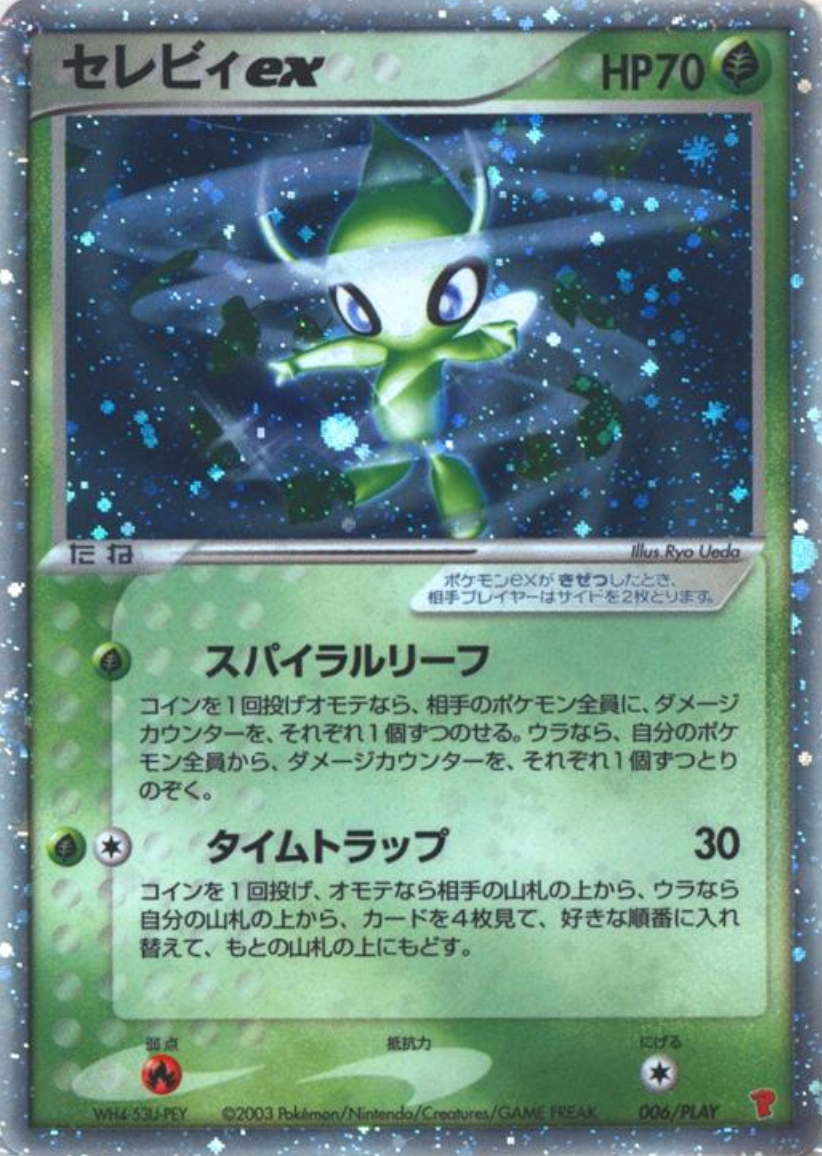 セレビィex HP70
たね Illus.Ryo Ueda
ポケモンexが きぜつしたとき、
相手プレイヤーはサイドを2枚とります。
スパイラルリーフ
コインを1回投げオモテなら、相手のポケモン全員に、ダメージ
カウンターを、それぞれ1個ずつのせる。ウラなら、自分のポケ
モン全員から、ダメージカウンターを、それぞれ1個ずつとり
のぞく。
タイムトラップ 30
コインを1回投げ、オモテなら相手の山札の上から、ウラなら
自分の山札の上から、カードを4枚見て、好きな順番に入れ
替えて、もとの山札の上にもどす。
弱点 抵抗力 にげる
WH4-53U-PEY ©2003 Pokémon/Nintendo/Creatures/GAME FREAK 006/PLAY P